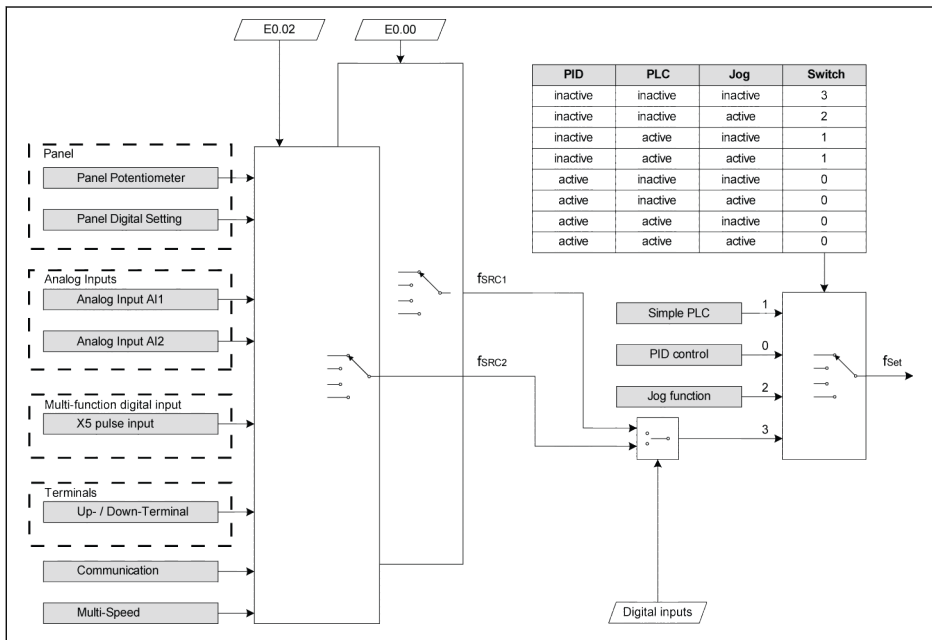 E0.02
E0.00
PID PLC Jog Switch
inactive inactive inactive 3
inactive inactive active 2
inactive active inactive 1
inactive active active 1
active inactive inactive 0
active inactive active 0
active active inactive 0
active active active 0
Panel
Panel Potentiometer
Panel Digital Setting
Analog Inputs
Analog Input AI1
Analog Input AI2
Multi-function digital input
X5 pulse input
Terminals
Up- / Down-Terminal
Communication
Multi-Speed
fSRC1
fSRC2
Simple PLC 1
PID control 0
Jog function 2
3
fSet
Digital inputs